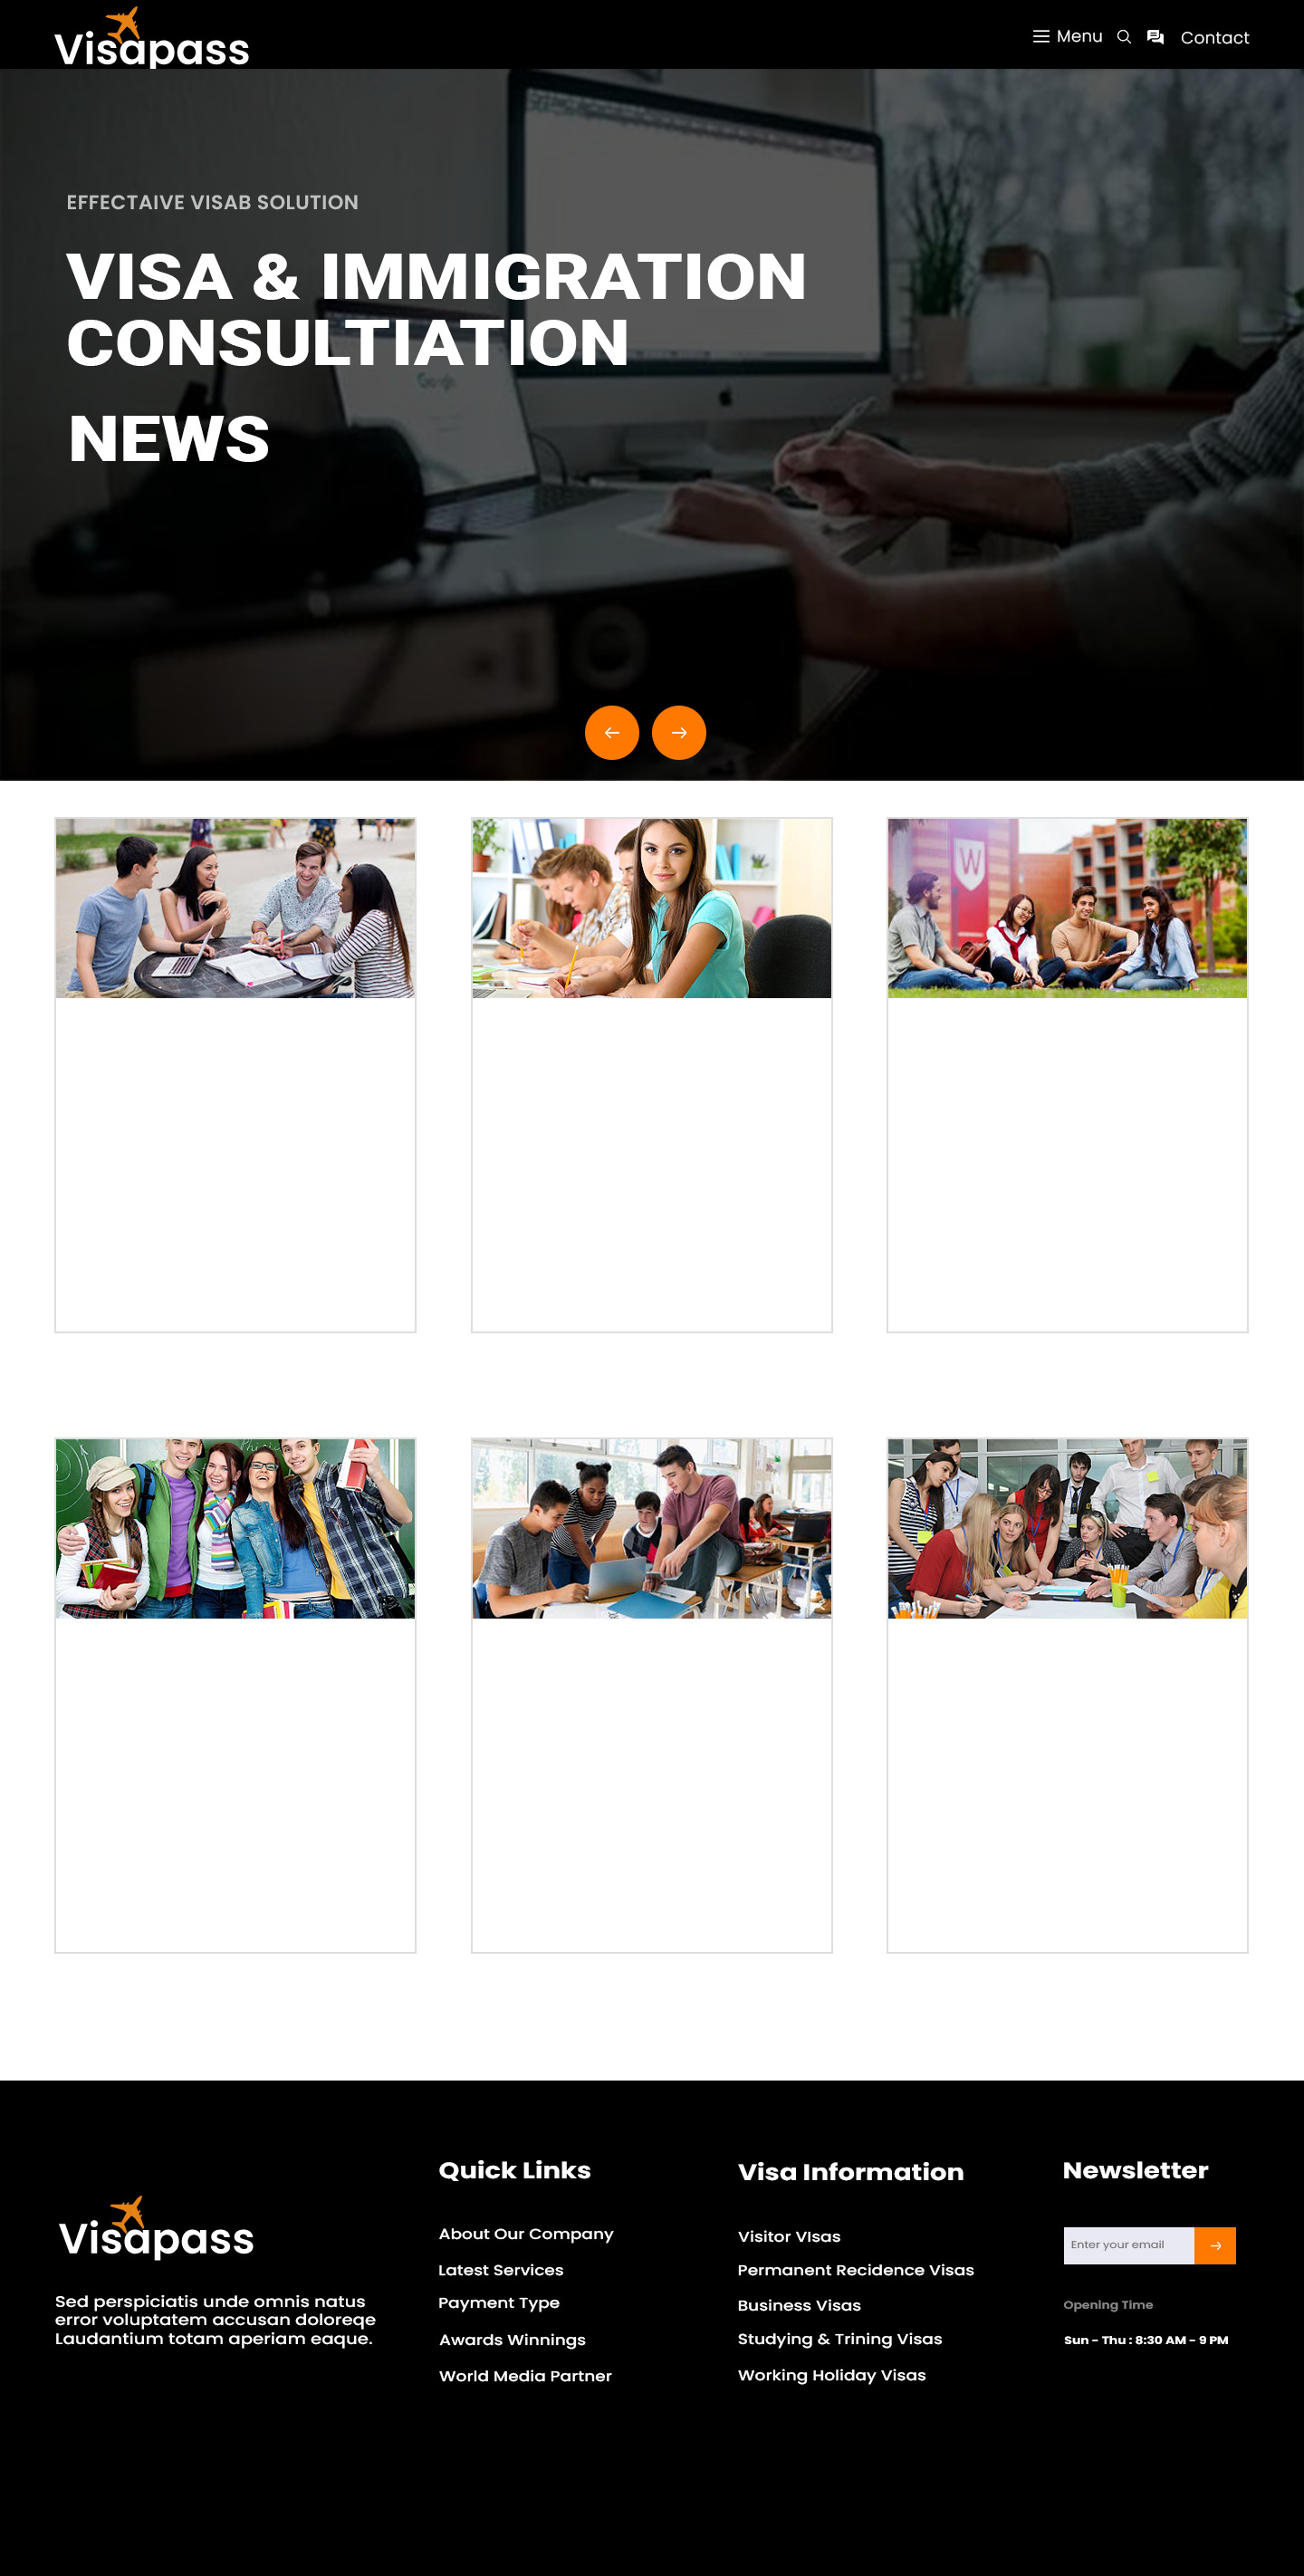 Visapass
Menu
Contact
EFFECTAIVE VISAB SOLUTION
VISA & IMMIGRATION
CONSULTIATION
NEWS
Google
W
Quick Links
Visa Information
Newsletter
Visapass
About Our Company
Visitor VIsas
Enter your email
Latest Services
Permanent Recidence Visas
Sed perspiciatis unde omnis natus
error voluptatem accusan doloreqe
Laudantium totam aperiam eaque.
Payment Type
Business Visas
Opening Time
Awards Winnings
Studying & Trining Visas
Sun - Thu : 8:30 AM - 9 PM
World Media Partner
Working Holiday Visas